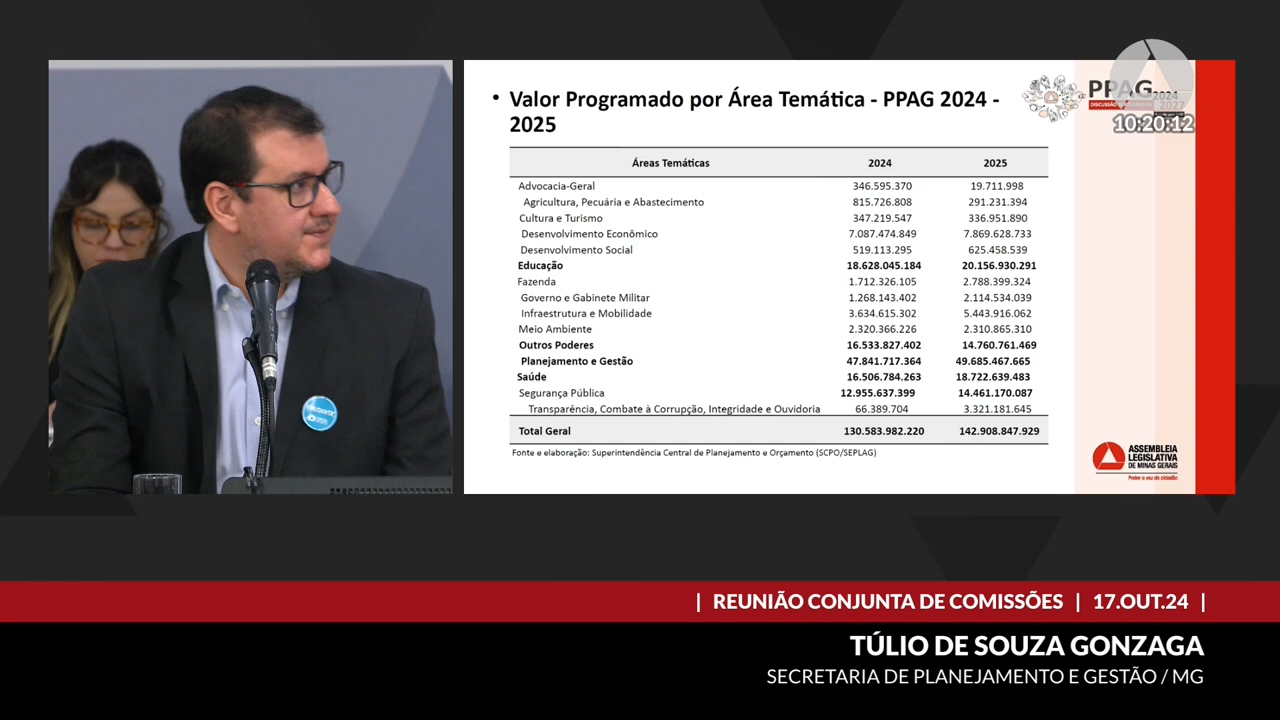 • Valor Programado por Área Temática - PPAG 2024 -
2025
PPAG 2024
2027
10:20:12
Áreas Temáticas 2024 2025
Advocacia-Geral 346.595.370 19.711.998
Agricultura, Pecuária e Abastecimento 815.726.808 291.231.394
Cultura e Turismo 347.219.547 336.951.890
Desenvolvimento Econômico 7.087.474.849 7.869.628.733
Desenvolvimento Social 519.113.295 625.458.539
Educação 18.628.045.184 20.156.930.291
Fazenda 1.712.326.105 2.788.399.324
Governo e Gabinete Militar 1.268.143.402 2.114.534.039
Infraestrutura e Mobilidade 3.634.615.302 5.443.916.062
Meio Ambiente 2.320.366.226 2.310.865.310
Outros Poderes 16.533.827.402 14.760.761.469
Planejamento e Gestão 47.841.717.364 49.685.467.665
Saúde 16.506.784.263 18.722.639.483
Segurança Pública 12.955.637.399 14.461.170.087
Transparência, Combate à Corrupção, Integridade e Ouvidoria 66.389.704 3.321.181.645
Total Geral 130.583.982.220 142.908.847.929
Fonte e elaboração: Superintendência Central de Planejamento e Orçamento (SCPO/SEPLAG)
ASSEMBLEIA
LEGISLATIVA
DE MINAS GERAIS
Poder e voz do cidadão
| REUNIÃO CONJUNTA DE COMISSÕES | 17.OUT.24 |
TÚLIO DE SOUZA GONZAGA
SECRETARIA DE PLANEJAMENTO E GESTÃO / MG